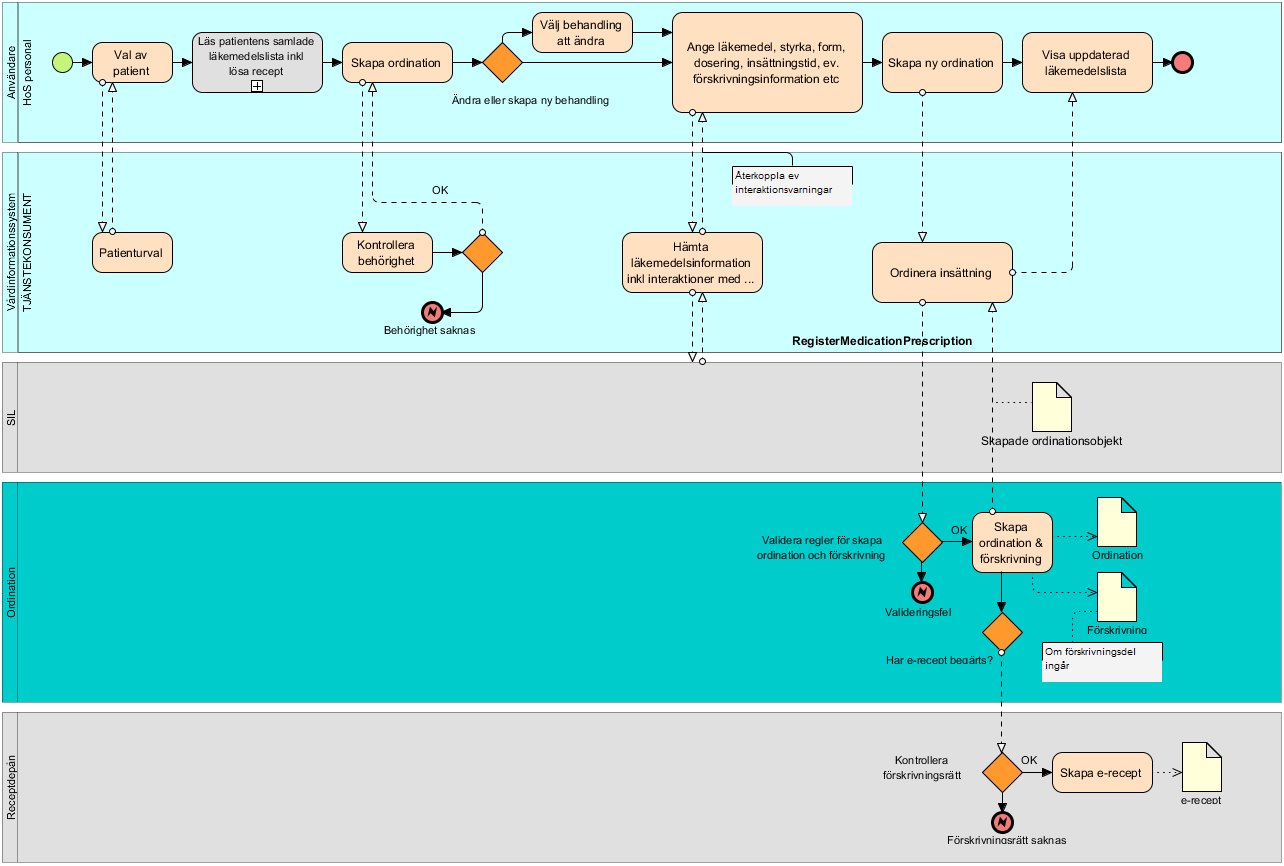 Användare
HoS personal
Val av
patient
Läs patientens samlade
läkemedelslista inkl
lösa recept
Skapa ordination
Välj behandling
att ändra
Ändra eller skapa ny behandling
Ange läkemedel, styrka, form,
dosering, insättningstid, ev.
förskrivningsinformation etc
Skapa ny ordination
Visa uppdaterad
läkemedelslista
Vårdinformationssystem
TJÄNSTEKONSUMENT
Patienturval
Kontrollera
behörighet
OK
Behörighet saknas
Återkoppla ev
interaktionsvarningar
Hämta
läkemedelsinformation
inkl interaktioner med ...
Ordinera insättning
RegisterMedicationPrescription
SIL
Skapade ordinationsobjekt
Ordination
Validera regler för skapa
ordination och förskrivning
OK
Valideringsfel
Skapa
ordination &
förskrivning
Ordination
Förskrivning
Om förskrivningsdel
ingår
Har e-recept begärts?
Receptdepån
Kontrollera
förskrivningsrätt
OK
Skapa e-recept
e-recept
Förskrivningsrätt saknas